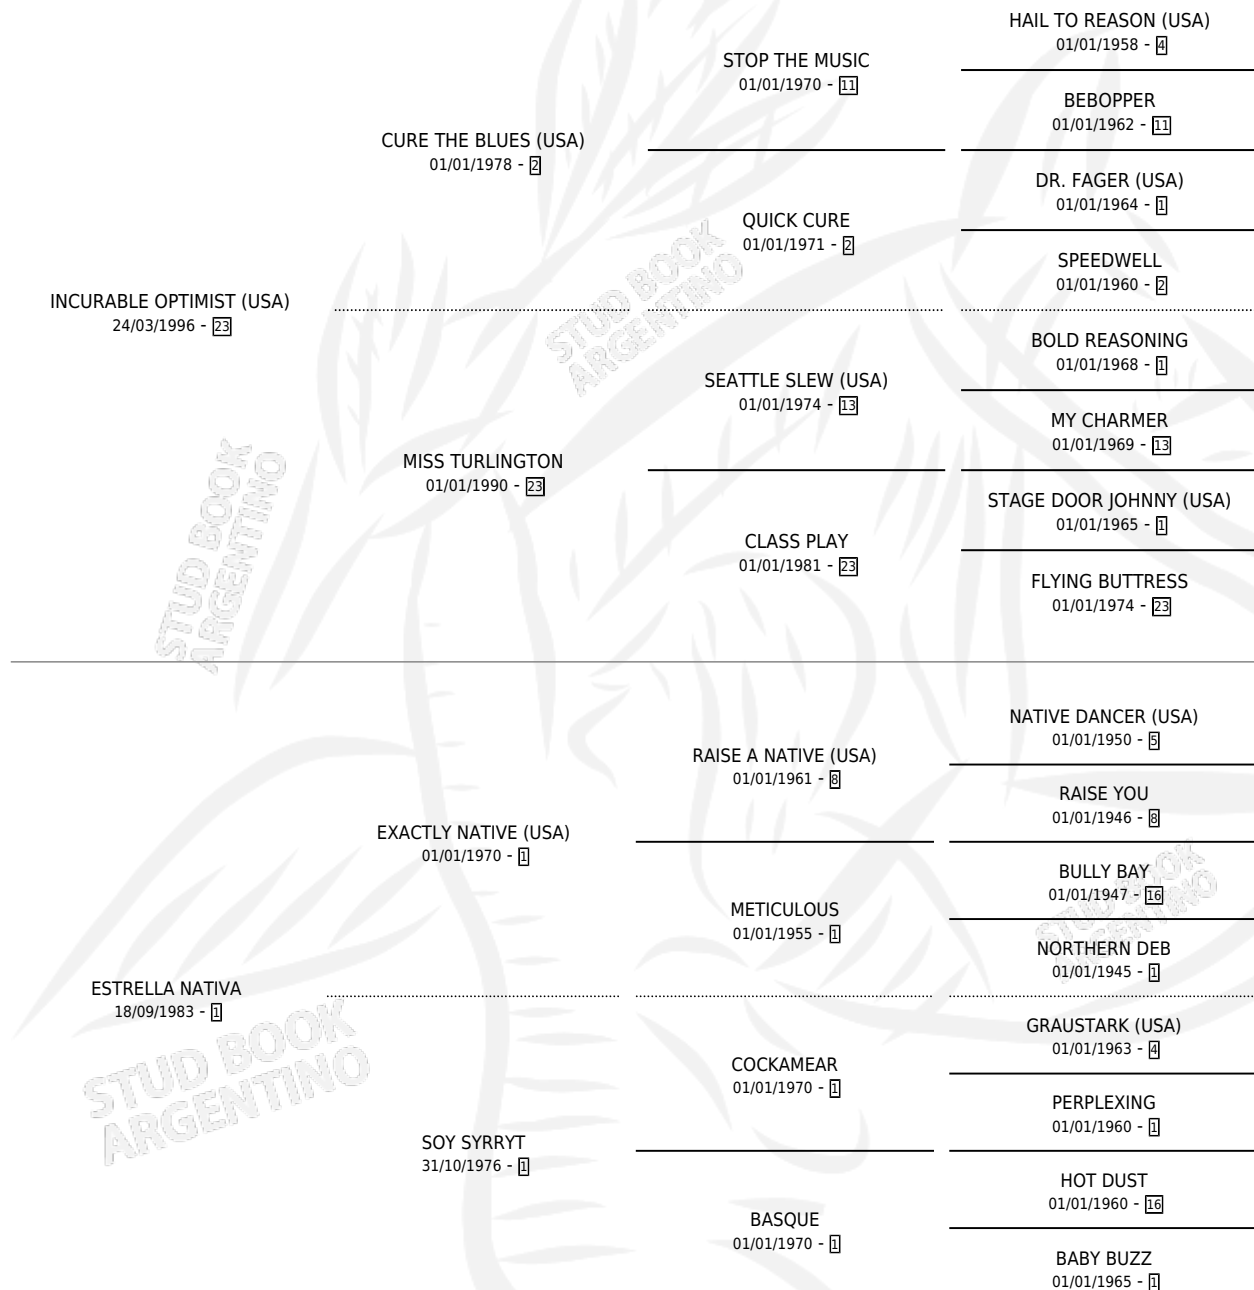 HAIL TO REASON (USA)
01/01/1958 - 4
STOP THE MUSIC
01/01/1970 - 11
BEBOPPER
01/01/1962 - 11
CURE THE BLUES (USA)
01/01/1978 - 2
DR. FAGER (USA)
01/01/1964 - 1
QUICK CURE
01/01/1971 - 2
SPEEDWELL
01/01/1960 - 2
INCURABLE OPTIMIST (USA)
24/03/1996 - 23
STUD BOOK
ARGENTINO
BOLD REASONING
01/01/1968 - 1
SEATTLE SLEW (USA)
01/01/1974 - 13
MY CHARMER
01/01/1969 - 13
MISS TURLINGTON
01/01/1990 - 23
STAGE DOOR JOHNNY (USA)
01/01/1965 - 1
CLASS PLAY
01/01/1981 - 23
FLYING BUTTRESS
01/01/1974 - 23
STUD BOOK
ARGENTINO
NATIVE DANCER (USA)
01/01/1950 - 5
RAISE A NATIVE (USA)
01/01/1961 - 8
RAISE YOU
01/01/1946 - 8
EXACTLY NATIVE (USA)
01/01/1970 - 1
BULLY BAY
01/01/1947 - 16
METICULOUS
01/01/1955 - 1
STUD BOOK
ARGENTINO
NORTHERN DEB
01/01/1945 - 1
ESTRELLA NATIVA
18/09/1983 - 1
STUD BOOK
ARGENTINO
GRAUSTARK (USA)
01/01/1963 - 4
COCKAMEAR
01/01/1970 - 1
PERPLEXING
01/01/1960 - 1
SOY SYRRYT
31/10/1976 - 1
HOT DUST
01/01/1960 - 16
BASQUE
01/01/1970 - 1
BABY BUZZ
01/01/1965 - 1